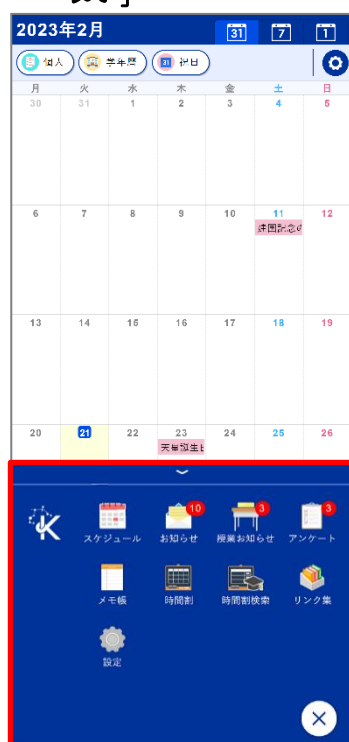 2023年2月 31 7 1
個人 学年暦 31 祝日
月 火 水 木 金 土 日
30 31 1 2 3 4 5
6 7 8 9 10 11 12
建国記念の
13 14 15 16 17 18 19
20 21 22 23 24 25 26
天皇誕生日
K 10 3 3
スケジュール お知らせ 授業お知らせ アンケート
メモ帳 時間割 時間割検索 リンク集
設定